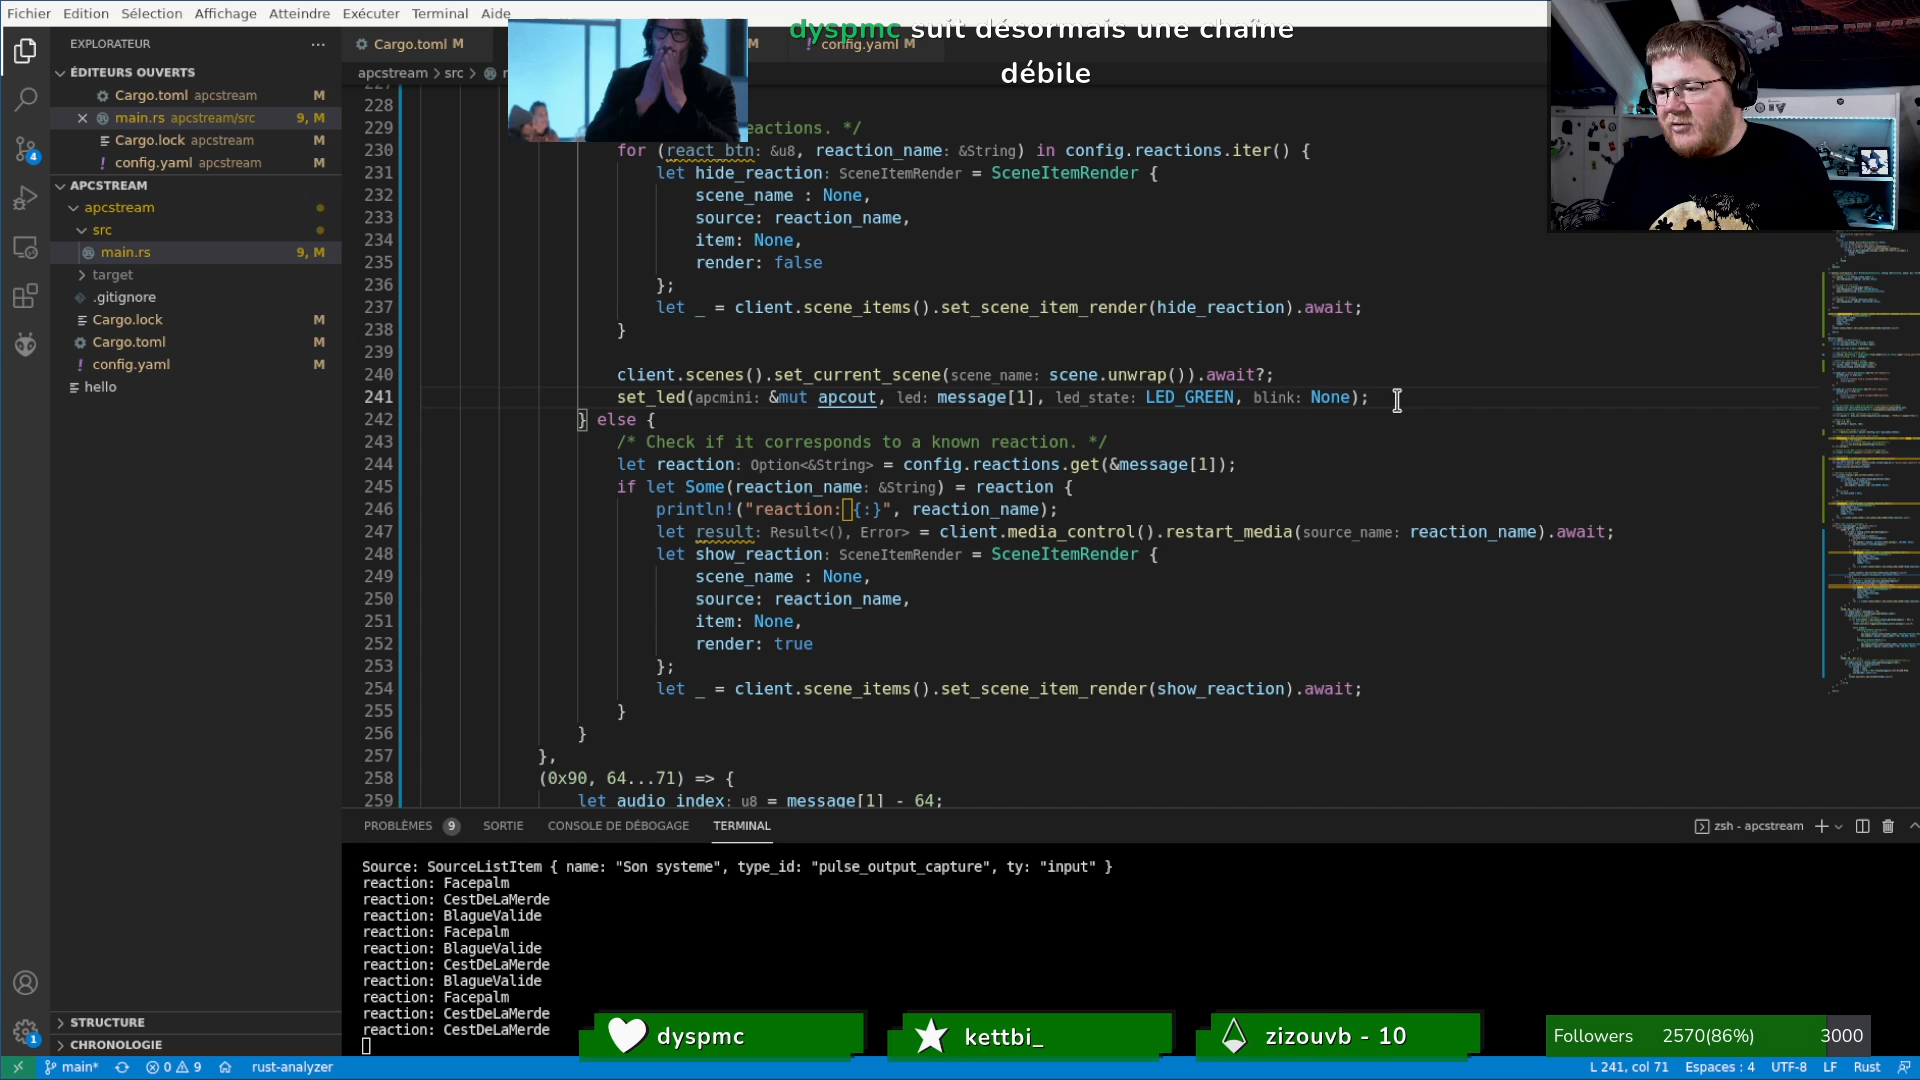 Fichier Edition Sélection Affichage Atteindre Exécuter Terminal Aide
dyspmc suit désormais une chaîne
débile
EXPLORATEUR
ÉDITEURS OUVERTS
Cargo.toml apcstream M
main.rs apcstream/src 9, M
Cargo.lock apcstream M
config.yaml apcstream M
APCSTREAM
apcstream
src
main.rs 9, M
target
.gitignore
Cargo.lock M
Cargo.toml M
config.yaml M
hello
STRUCTURE
CHRONOLOGIE
Cargo.toml M
M
config.yaml M
apcstream > src >
227
228
229 eactions. */
230 for (react_btn: &u8, reaction_name: &String) in config.reactions.iter() {
231 let hide_reaction: SceneItemRender = SceneItemRender {
232 scene_name : None,
233 source: reaction_name,
234 item: None,
235 render: false
236 };
237 let _ = client.scene_items().set_scene_item_render(hide_reaction).await;
238 }
239
240 client.scenes().set_current_scene(scene_name: scene.unwrap()).await?;
241 set_led(apcmini: &mut apcout, led: message[1], led_state: LED_GREEN, blink: None);
242 } else {
243 /* Check if it corresponds to a known reaction. */
244 let reaction: Option<&String> = config.reactions.get(&message[1]);
245 if let Some(reaction_name: &String) = reaction {
246 println!("reaction: {:}", reaction_name);
247 let result: Result<(), Error> = client.media_control().restart_media(source_name: reaction_name).await;
248 let show_reaction: SceneItemRender = SceneItemRender {
249 scene_name : None,
250 source: reaction_name,
251 item: None,
252 render: true
253 };
254 let _ = client.scene_items().set_scene_item_render(show_reaction).await;
255 }
256 }
257 },
258 (0x90, 64...71) => {
259 let audio_index: u8 = message[1] - 64;
PROBLÈMES 9 SORTIE CONSOLE DE DÉBOGAGE TERMINAL
zsh - apcstream
Source: SourceListItem { name: "Son systeme", type_id: "pulse_output_capture", ty: "input" }
reaction: Facepalm
reaction: CestDeLaMerde
reaction: BlagueValide
reaction: Facepalm
reaction: BlagueValide
reaction: CestDeLaMerde
reaction: BlagueValide
reaction: Facepalm
reaction: CestDeLaMerde
reaction: CestDeLaMerde
dyspmc
kettbi_
zizouvb - 10
Followers 2570(86%) 3000
4
1
main* 0 9 rust-analyzer
L 241, col 71 Espaces : 4 UTF-8 LF Rust